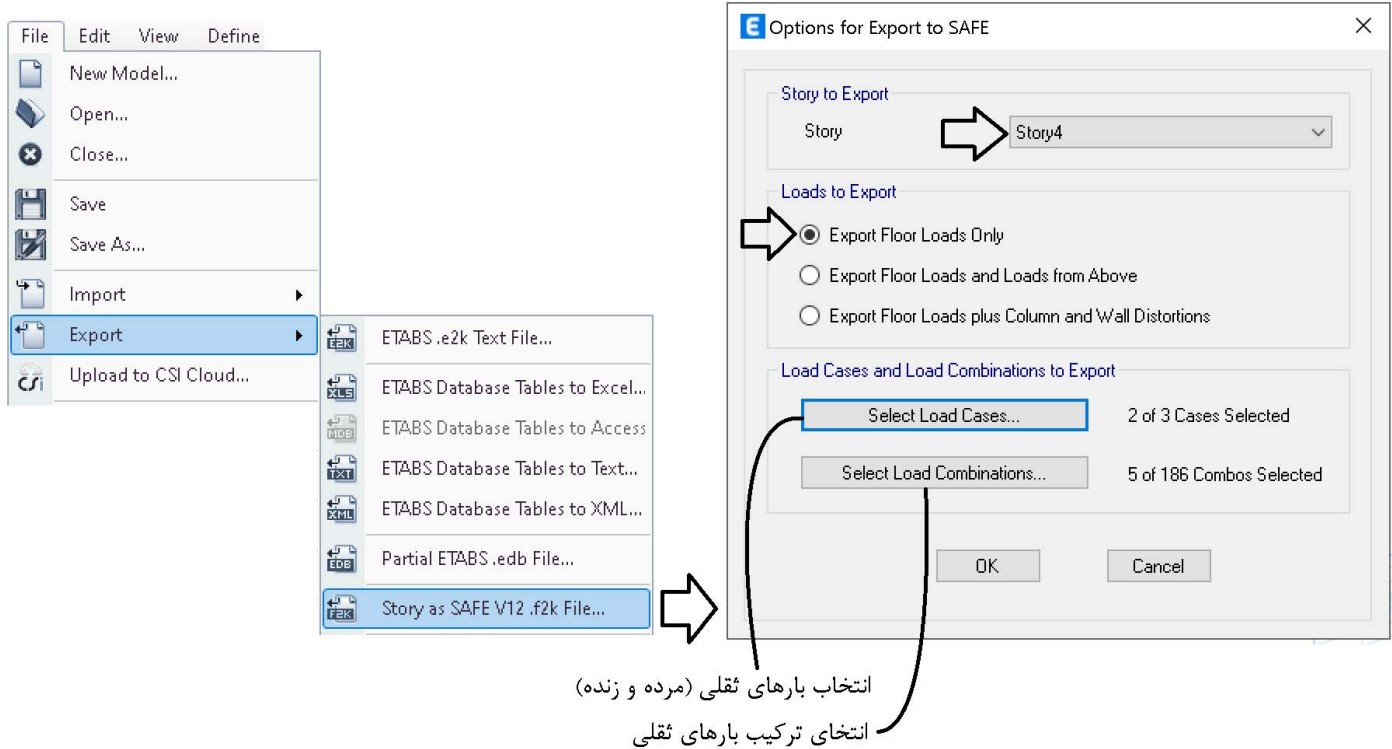 File Edit View Define
New Model...
Open...
Close...
Save
Save As...
Import
Export
Upload to CSI Cloud...
E2K ETABS .e2k Text File...
XLS ETABS Database Tables to Excel...
MDB ETABS Database Tables to Access
TXT ETABS Database Tables to Text...
XML ETABS Database Tables to XML...
EDB Partial ETABS .edb File...
F2K Story as SAFE V12 .f2k File...
E Options for Export to SAFE
Story to Export
Story Story4
Loads to Export
Export Floor Loads Only
Export Floor Loads and Loads from Above
Export Floor Loads plus Column and Wall Distortions
Load Cases and Load Combinations to Export
Select Load Cases... 2 of 3 Cases Selected
Select Load Combinations... 5 of 186 Combos Selected
OK Cancel
انتخاب بارهای ثقلی (مرده و زنده)
انتخای ترکیب بارهای ثقلی